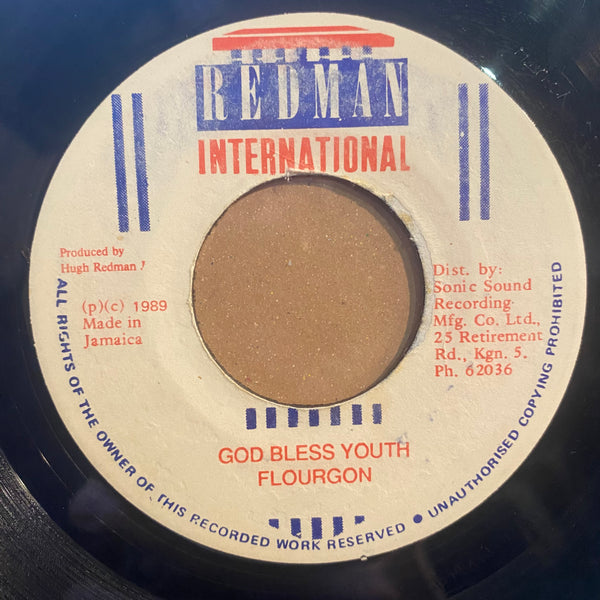 REDMAN
INTERNATIONAL
Produced by
Hugh Redman J
(p)(c) 1989
Made in
Jamaica
Dist. by:
Sonic Sound
Recording
Mfg. Co. Ltd.,
25 Retirement
Rd., Kgn. 5.
Ph. 62036
GOD BLESS YOUTH
FLOURGON
ALL RIGHTS OF THE OWNER OF THIS RECORDED WORK RESERVED ● UNAUTHORISED COPYING PROHIBITED